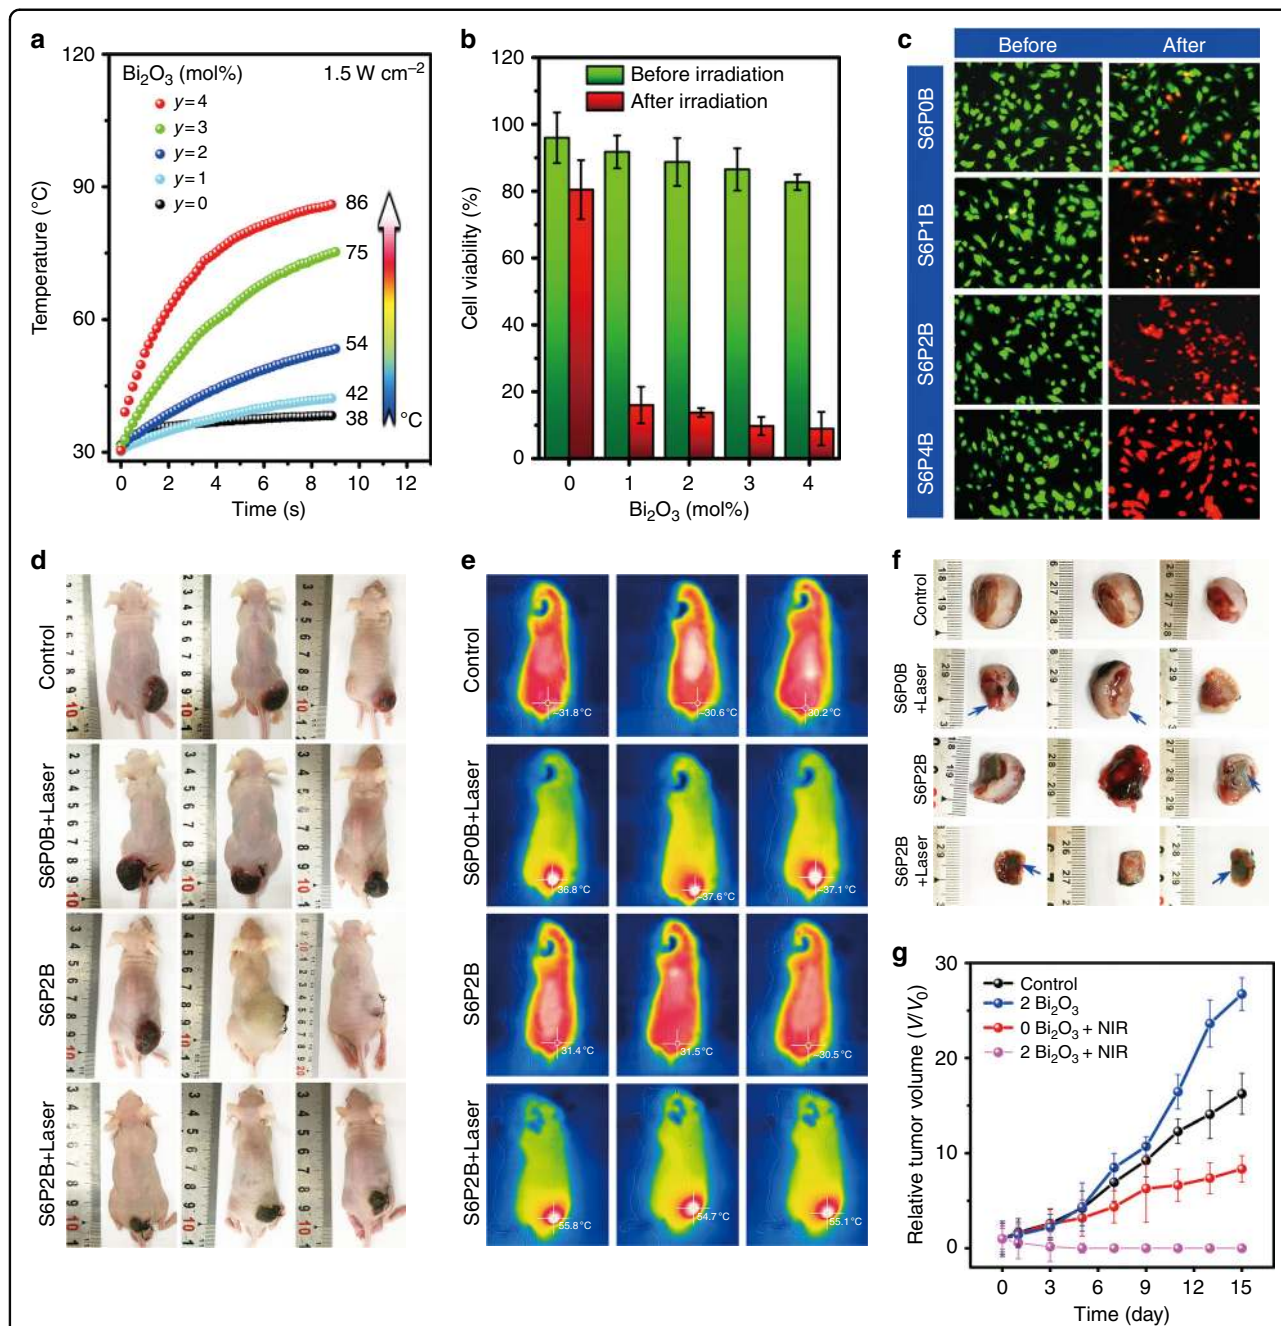 a
120
90
60
30
Temperature (°C)
Bi₂O₃ (mol%)
1.5 W cm⁻²
y = 4
y = 3
y = 2
y = 1
y = 0
86
75
54
42
38
°C
0 2 4 6 8 10 12
Time (s)
b
120
100
80
60
40
20
0
Cell viability (%)
Before irradiation
After irradiation
0 1 2 3 4
Bi₂O₃ (mol%)
c
Before After
S6P0B
S6P1B
S6P2B
S6P4B
d
Control
S6P0B+Laser
S6P2B
S6P2B+Laser
e
Control
~31.8 °C
~30.6 °C
30.2 °C
S6P0B+Laser
36.8 °C
~37.6 °C
~37.1 °C
S6P2B
31.4 °C
31.5 °C
~30.5 °C
S6P2B+Laser
55.8 °C
54.7 °C
55.1 °C
f
Control
S6P0B
+Laser
S6P2B
S6P2B
+Laser
g
30
20
10
0
Relative tumor volume (V/V₀)
Control
2 Bi₂O₃
0 Bi₂O₃ + NIR
2 Bi₂O₃ + NIR
0 3 6 9 12 15
Time (day)